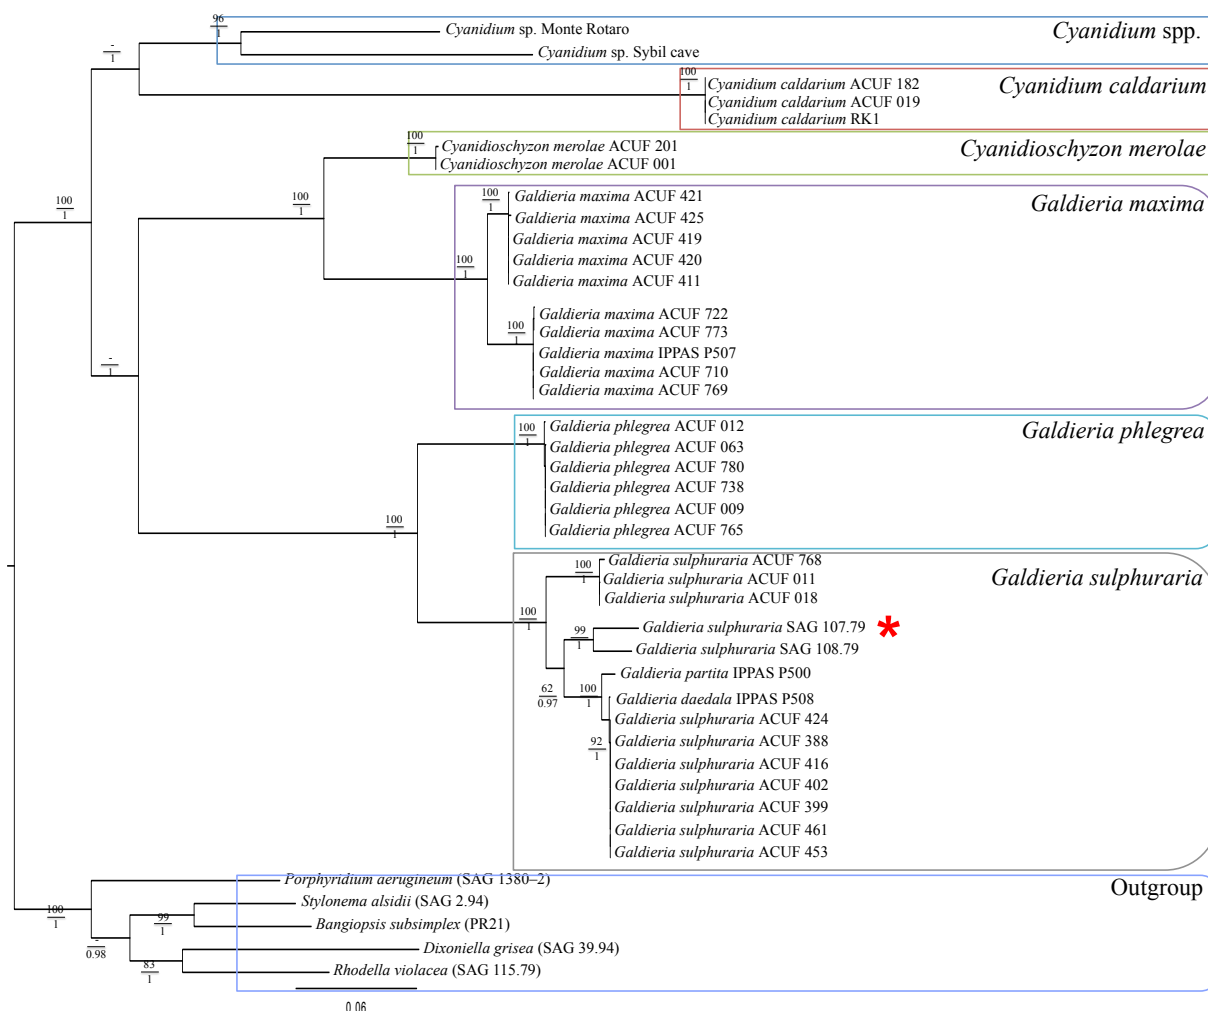 96
1
Cyanidium sp. Monte Rotaro
Cyanidium spp.
-
1
Cyanidium sp. Sybil cave
100
1
Cyanidium caldarium ACUF 182
Cyanidium caldarium
Cyanidium caldarium ACUF 019
Cyanidium caldarium RK1
100
1
Cyanidioschyzon merolae ACUF 201
Cyanidioschyzon merolae
Cyanidioschyzon merolae ACUF 001
100
1
100
1
100
1
Galdieria maxima ACUF 421
Galdieria maxima
Galdieria maxima ACUF 425
Galdieria maxima ACUF 419
Galdieria maxima ACUF 420
100
1
Galdieria maxima ACUF 411
Galdieria maxima ACUF 722
100
1
Galdieria maxima ACUF 773
Galdieria maxima IPPAS P507
-
1
Galdieria maxima ACUF 710
Galdieria maxima ACUF 769
100
1
Galdieria phlegrea ACUF 012
Galdieria phlegrea
Galdieria phlegrea ACUF 063
Galdieria phlegrea ACUF 780
Galdieria phlegrea ACUF 738
Galdieria phlegrea ACUF 009
100
1
Galdieria phlegrea ACUF 765
Galdieria sulphuraria ACUF 768
100
1
Galdieria sulphuraria ACUF 011
Galdieria sulphuraria
Galdieria sulphuraria ACUF 018
100
1
Galdieria sulphuraria SAG 107.79 *
99
1
Galdieria sulphuraria SAG 108.79
Galdieria partita IPPAS P500
62
0.97
100
1
Galdieria daedala IPPAS P508
Galdieria sulphuraria ACUF 424
92
1
Galdieria sulphuraria ACUF 388
Galdieria sulphuraria ACUF 416
Galdieria sulphuraria ACUF 402
Galdieria sulphuraria ACUF 399
Galdieria sulphuraria ACUF 461
Galdieria sulphuraria ACUF 453
Porphyridium aerugineum (SAG 1380–2)
Outgroup
100
1
Stylonema alsidii (SAG 2.94)
99
1
Bangiopsis subsimplex (PR21)
-
0.98
Dixoniella grisea (SAG 39.94)
83
1
Rhodella violacea (SAG 115.79)
0.06